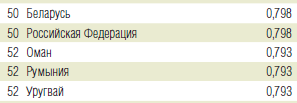 50 Беларусь 0,798
50 Российская Федерация 0,798
52 Оман 0,793
52 Румыния 0,793
52 Уругвай 0,793